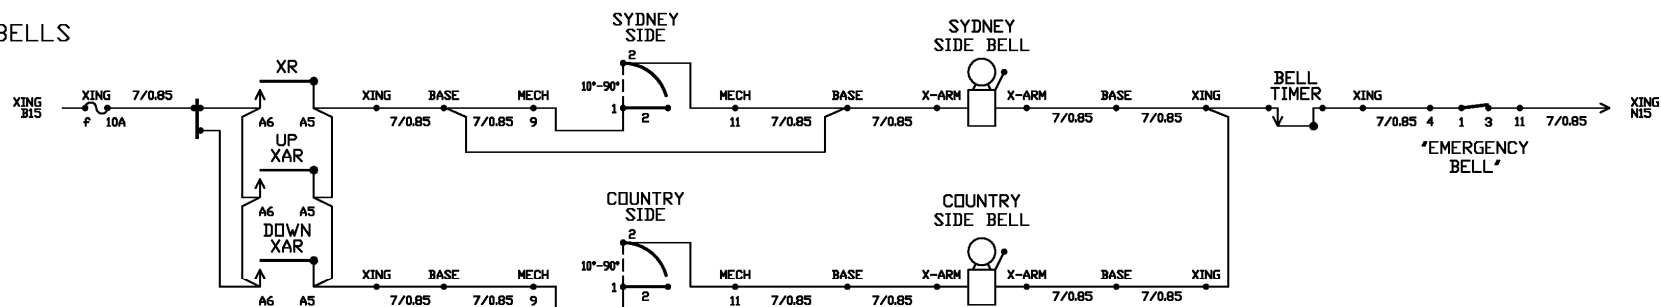 BELLS
XING
B15
XING 7/0.85
f 10A
XR
A6 A5
UP
XAR
A6 A5
DOWN
XAR
A6 A5
XING BASE MECH
7/0.85 7/0.85 9
SYDNEY
SIDE
2
10°-90°
1
2
MECH BASE X-ARM
11 7/0.85 7/0.85
SYDNEY
SIDE BELL
X-ARM BASE XING
7/0.85 7/0.85
BELL
TIMER
XING
7/0.85 4 1 3 11 7/0.85
"EMERGENCY
BELL"
XING
N15
XING BASE MECH
7/0.85 7/0.85 9
COUNTRY
SIDE
2
10°-90°
1
2
MECH BASE X-ARM
11 7/0.85 7/0.85
COUNTRY
SIDE BELL
X-ARM BASE XING
7/0.85 7/0.85